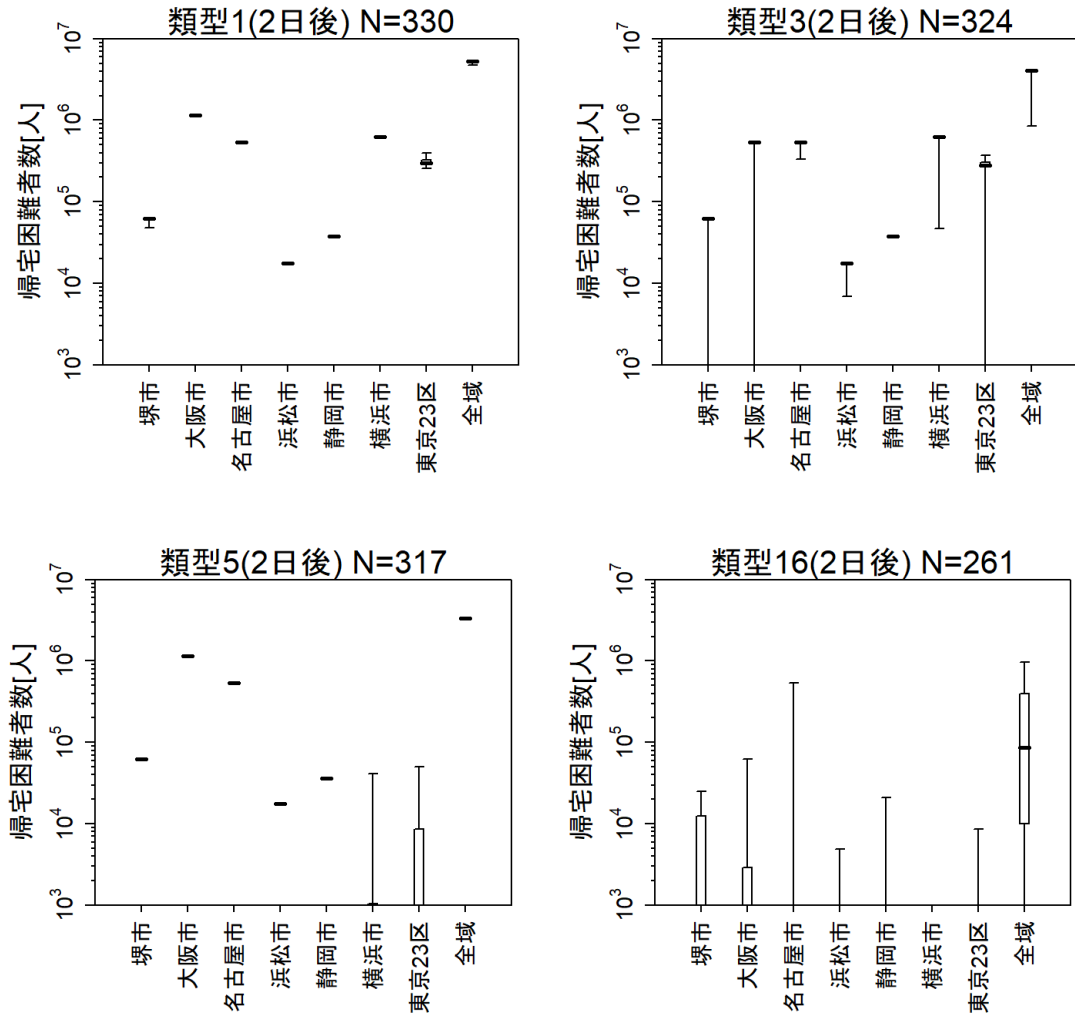 類型1(2日後) N=330
帰宅困難者数[人]
10^7
10^6
10^5
10^4
10^3
堺市
大阪市
名古屋市
浜松市
静岡市
横浜市
東京23区
全域
類型3(2日後) N=324
帰宅困難者数[人]
10^7
10^6
10^5
10^4
10^3
堺市
大阪市
名古屋市
浜松市
静岡市
横浜市
東京23区
全域
類型5(2日後) N=317
帰宅困難者数[人]
10^7
10^6
10^5
10^4
10^3
堺市
大阪市
名古屋市
浜松市
静岡市
横浜市
東京23区
全域
類型16(2日後) N=261
帰宅困難者数[人]
10^7
10^6
10^5
10^4
10^3
堺市
大阪市
名古屋市
浜松市
静岡市
横浜市
東京23区
全域